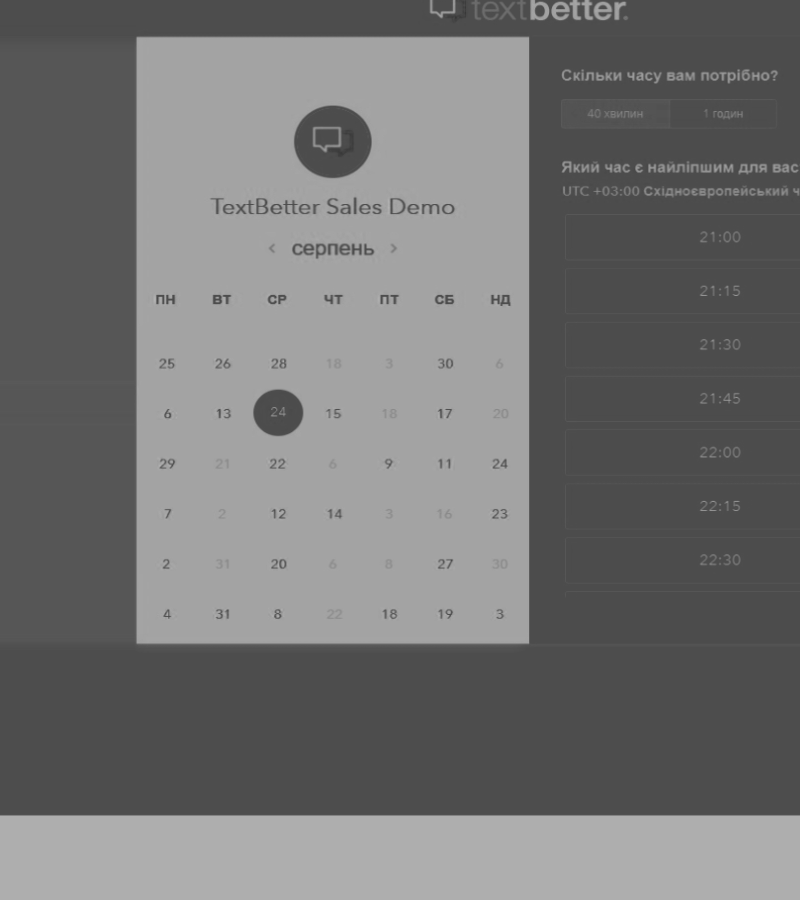 textbetter.
TextBetter Sales Demo
‹ серпень ›
ПН ВТ СР ЧТ ПТ СБ НД
25 26 28 18 3 30 6
6 13 24 15 18 17 20
29 21 22 6 9 11 24
7 2 12 14 3 16 23
2 31 20 6 8 27 30
4 31 8 22 18 19 3
Скільки часу вам потрібно?
40 хвилин 1 годин
Який час є найліпшим для вас
UTC +03:00 Східноєвропейський ч
21:00
21:15
21:30
21:45
22:00
22:15
22:30